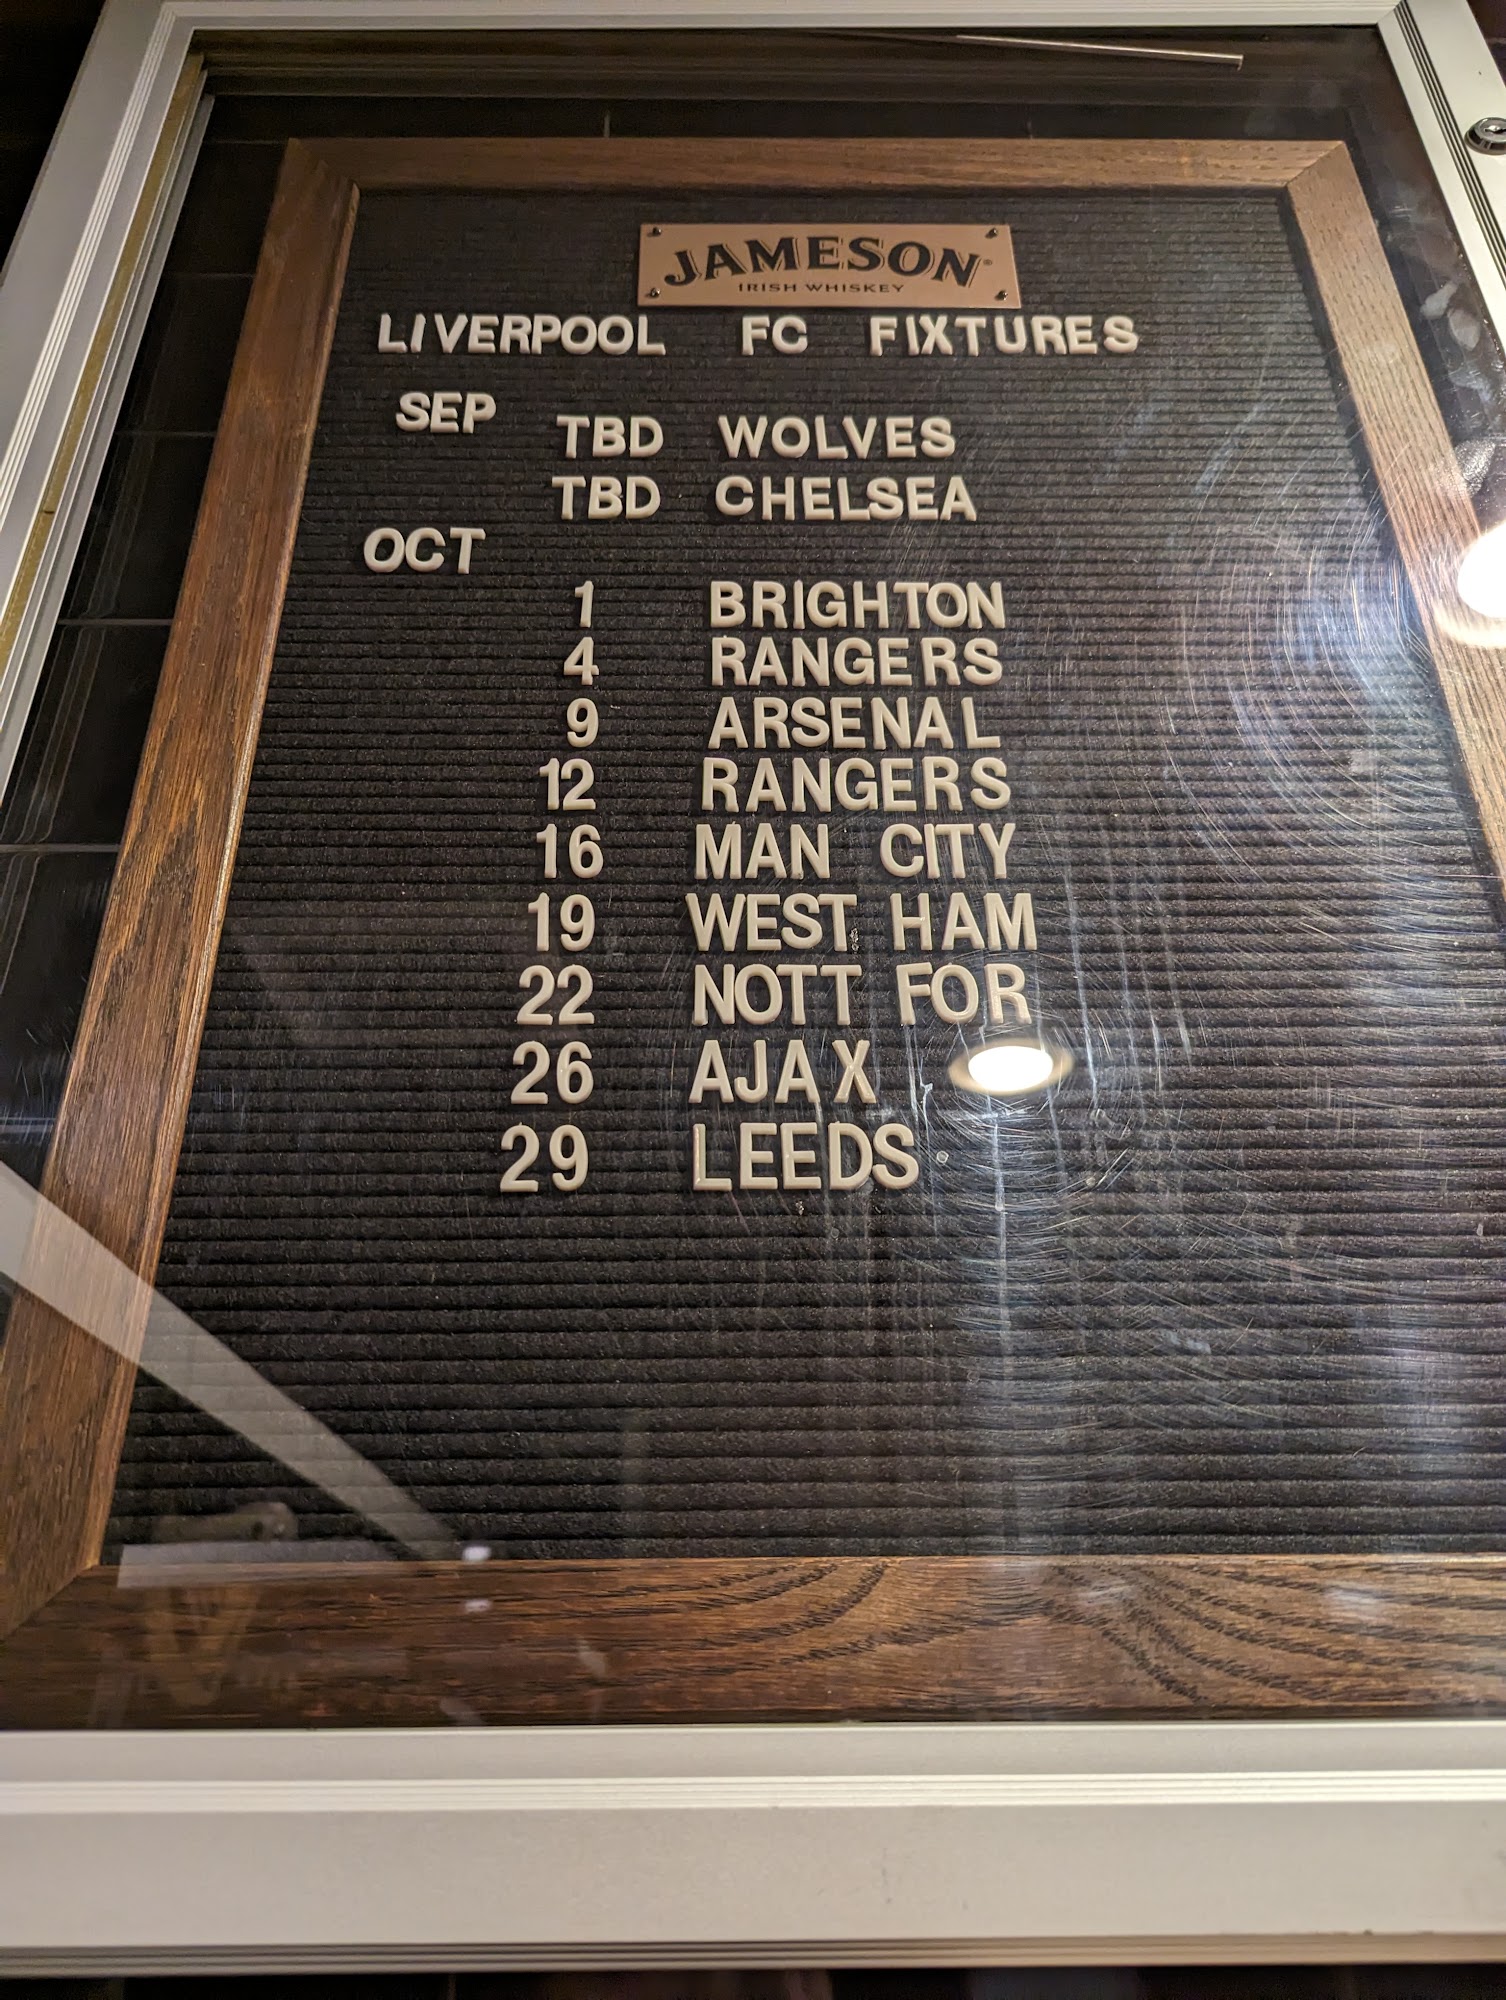 JAMESON®
IRISH WHISKEY
LIVERPOOL FC FIXTURES
SEP
TBD WOLVES
TBD CHELSEA
OCT
1 BRIGHTON
4 RANGERS
9 ARSENAL
12 RANGERS
16 MAN CITY
19 WEST HAM
22 NOTT FOR
26 AJAX
29 LEEDS